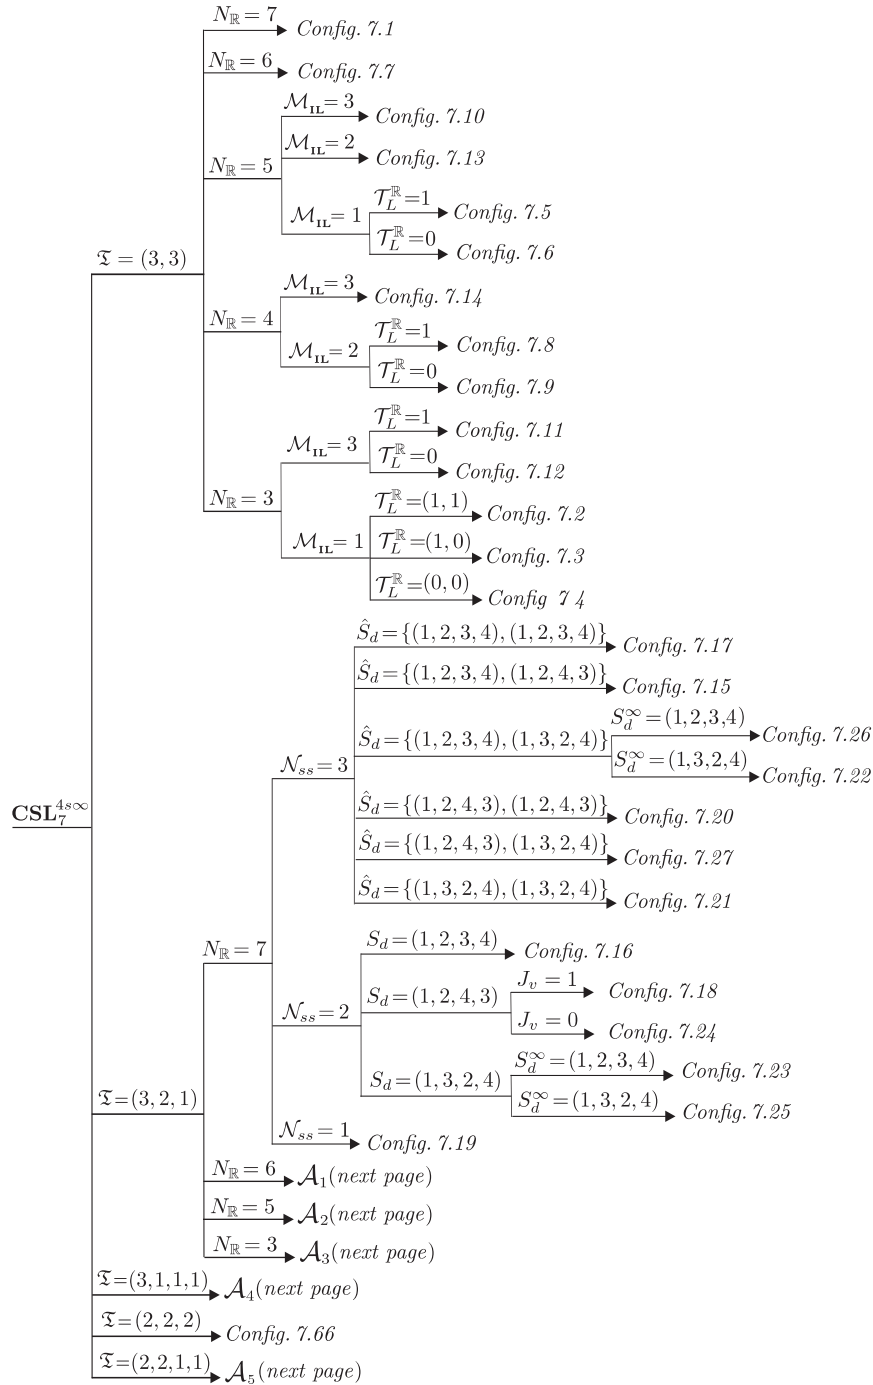 N_ℝ = 7
Config. 7.1
N_ℝ = 6
Config. 7.7
𝓜_IL = 3
Config. 7.10
𝓜_IL = 2
Config. 7.13
N_ℝ = 5
𝓣_L^ℝ=1
𝓜_IL = 1
Config. 7.5
𝓣_L^ℝ=0
Config. 7.6
𝔗 = (3, 3)
𝓜_IL = 3
Config. 7.14
N_ℝ = 4
𝓣_L^ℝ=1
Config. 7.8
𝓜_IL = 2
𝓣_L^ℝ=0
Config. 7.9
𝓣_L^ℝ=1
Config. 7.11
𝓜_IL = 3
𝓣_L^ℝ=0
Config. 7.12
N_ℝ = 3
𝓣_L^ℝ=(1, 1)
Config. 7.2
𝓜_IL = 1
𝓣_L^ℝ=(1, 0)
Config. 7.3
𝓣_L^ℝ=(0, 0)
Config 7 4
Ŝ_d = {(1, 2, 3, 4), (1, 2, 3, 4)}
Config. 7.17
Ŝ_d = {(1, 2, 3, 4), (1, 2, 4, 3)}
Config. 7.15
S_d^∞ = (1,2,3,4)
Config. 7.26
Ŝ_d = {(1, 2, 3, 4), (1, 3, 2, 4)}
S_d^∞ = (1,3,2,4)
Config. 7.22
𝓝_ss = 3
CSL_7^{4s∞}
Ŝ_d = {(1, 2, 4, 3), (1, 2, 4, 3)}
Config. 7.20
Ŝ_d = {(1, 2, 4, 3), (1, 3, 2, 4)}
Config. 7.27
Ŝ_d = {(1, 3, 2, 4), (1, 3, 2, 4)}
Config. 7.21
N_ℝ = 7
S_d = (1, 2, 3, 4)
Config. 7.16
J_v = 1
Config. 7.18
𝓝_ss = 2
S_d = (1, 2, 4, 3)
J_v = 0
Config. 7.24
S_d^∞ = (1, 2, 3, 4)
Config. 7.23
S_d = (1, 3, 2, 4)
S_d^∞ = (1, 3, 2, 4)
Config. 7.25
𝔗=(3, 2, 1)
𝓝_ss = 1
Config. 7.19
N_ℝ = 6
𝓐_1(next page)
N_ℝ = 5
𝓐_2(next page)
N_ℝ = 3
𝓐_3(next page)
𝔗=(3,1,1,1)
𝓐_4(next page)
𝔗=(2, 2, 2)
Config. 7.66
𝔗=(2,2,1,1)
𝓐_5(next page)